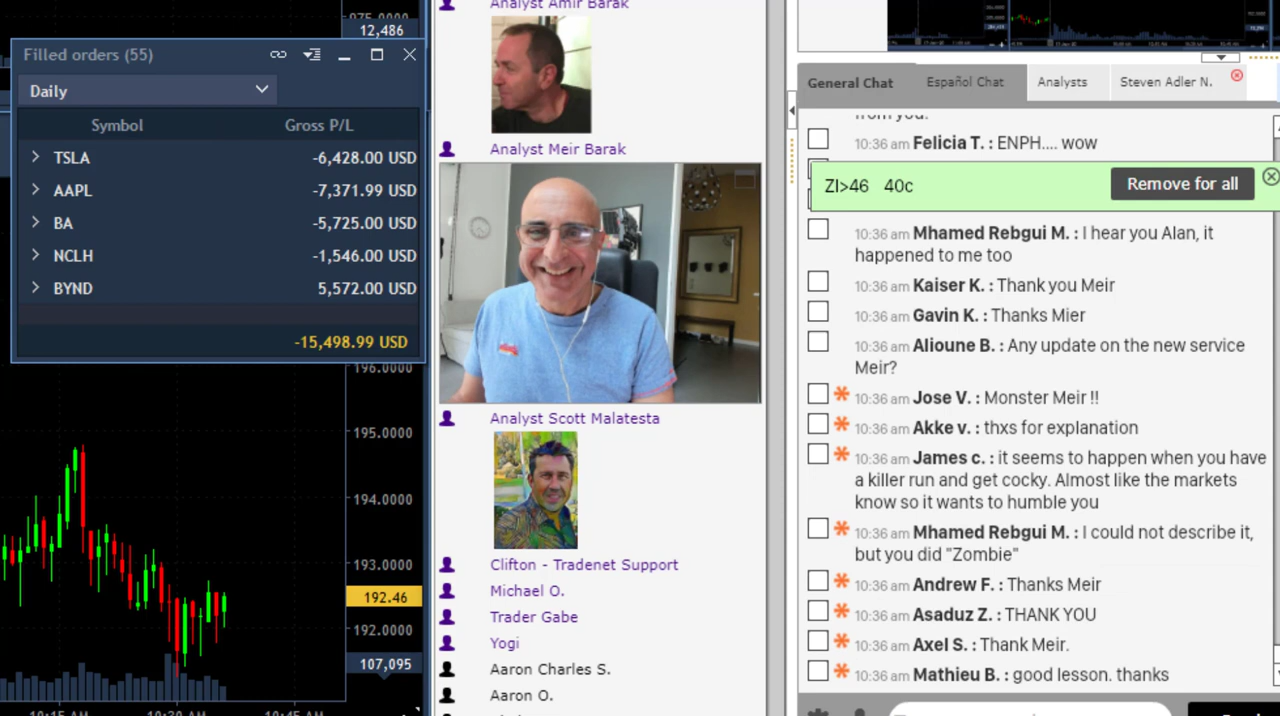 975.0000
12,486
Filled orders (55)
Daily
Symbol Gross P/L
TSLA -6,428.00 USD
AAPL -7,371.99 USD
BA -5,725.00 USD
NCLH -1,546.00 USD
BYND 5,572.00 USD
-15,498.99 USD
196.0000
195.0000
194.0000
193.0000
192.46
192.0000
107,095
10:15 AM 10:30 AM 10:45 AM
Analyst Amir Barak
Analyst Meir Barak
Analyst Scott Malatesta
Clifton - Tradenet Support
Michael O.
Trader Gabe
Yogi
Aaron Charles S.
Aaron O.
General Chat Español Chat Analysts Steven Adler N.
from you?
10:36 am Felicia T. : ENPH.... wow
ZI>46 40c Remove for all
10:36 am Mhamed Rebgui M. : I hear you Alan, it
happened to me too
10:36 am Kaiser K. : Thank you Meir
10:36 am Gavin K. : Thanks Mier
10:36 am Alioune B. : Any update on the new service
Meir?
10:36 am Jose V. : Monster Meir !!
10:36 am Akke v. : thxs for explanation
10:36 am James c. : it seems to happen when you have
a killer run and get cocky. Almost like the markets
know so it wants to humble you
10:36 am Mhamed Rebgui M. : I could not describe it,
but you did "Zombie"
10:36 am Andrew F. : Thanks Meir
10:36 am Asaduz Z. : THANK YOU
10:36 am Axel S. : Thank Meir.
10:36 am Mathieu B. : good lesson. thanks